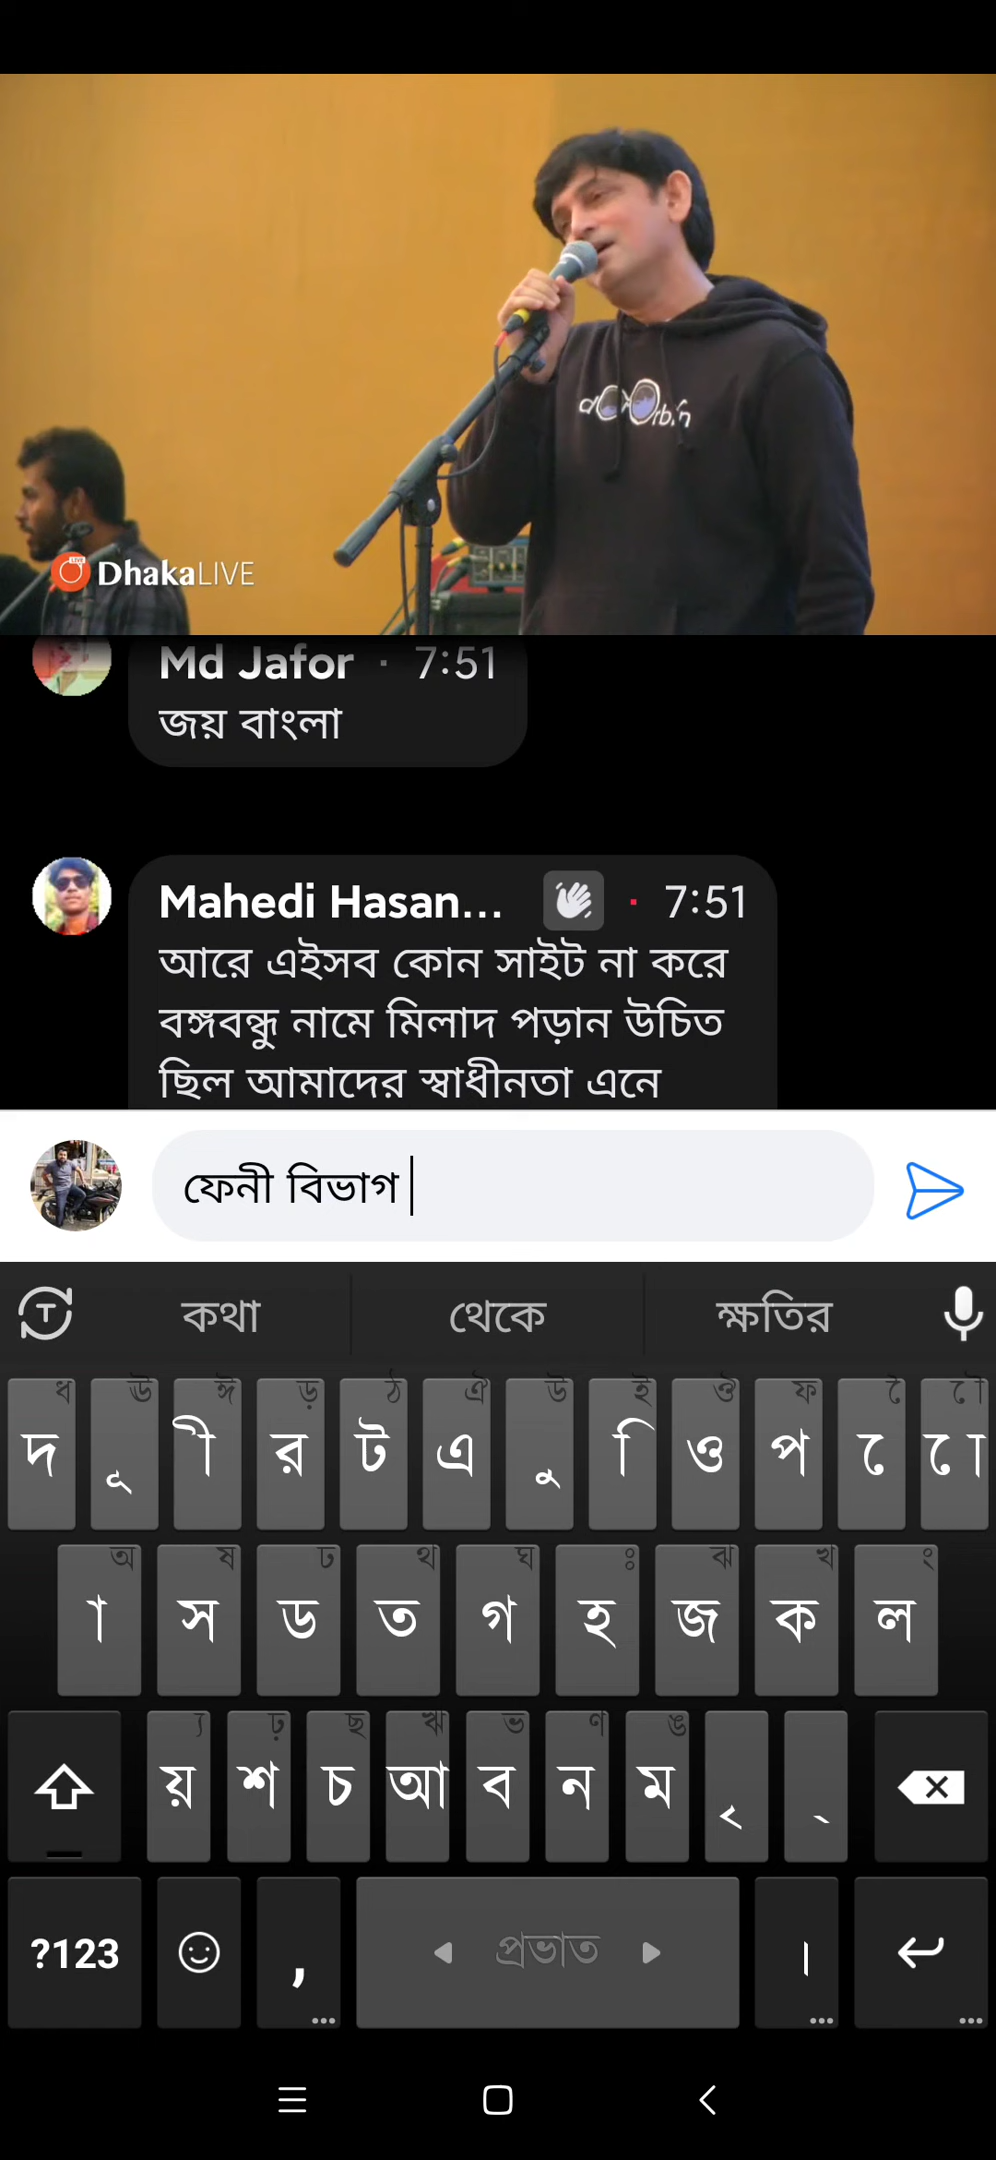 doOrbin
DhakaLIVE
Md Jafor · 7:51
জয় বাংলা
Mahedi Hasan... · 7:51
আরে এইসব কোন সাইট না করে
বঙ্গবন্ধু নামে মিলাদ পড়ান উচিত
ছিল আমাদের স্বাধীনতা এনে
ফেনী বিভাগ
T কথা থেকে ক্ষতির
ধ ঊ ঈ ড় ঠ ঐ উ ই ঔ ফ ৈ ৌ
দ ূ ী র ট এ ু ি ও প ে ো
অ ষ ঢ থ ঘ ঃ ঝ খ ং
া স ড ত গ হ জ ক ল
্য ঢ় ছ ঋ ভ ণ ঙ
য় শ চ আ ব ন ম ৃ ্
?123 , প্রভাত ।